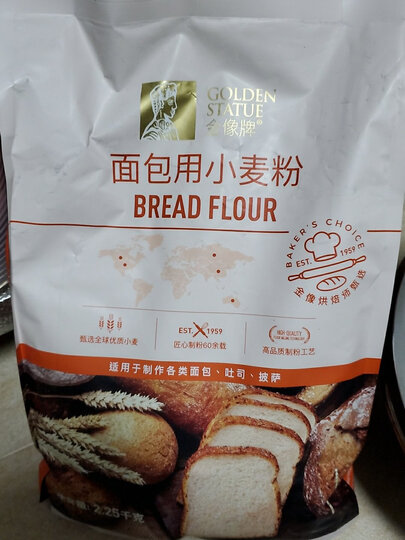 GOLDEN
STATUE
金像牌®
面包用小麦粉
BREAD FLOUR
BAKER'S CHOICE
EST. 1959
金像烘焙师甄选
甄选全球优质小麦
EST. 1959
匠心制粉60余载
HIGH QUALITY
高品质制粉工艺
适用于制作各类面包、吐司、披萨
2.25千克